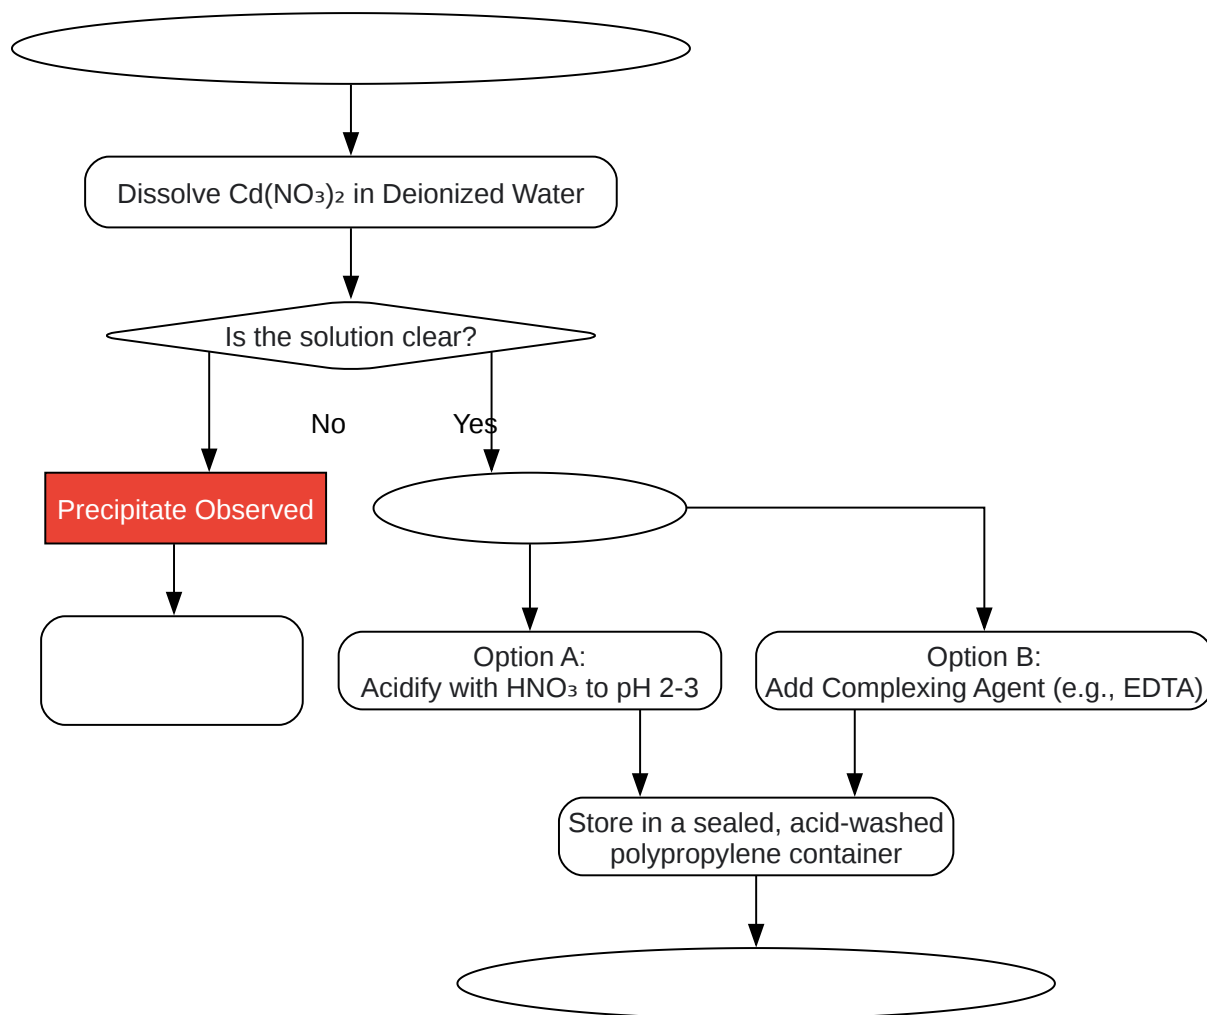 Dissolve Cd(NO₃)₂ in Deionized Water
Is the solution clear?
No
Yes
Precipitate Observed
Option A:
Acidify with HNO₃ to pH 2-3
Option B:
Add Complexing Agent (e.g., EDTA)
Store in a sealed, acid-washed
polypropylene container